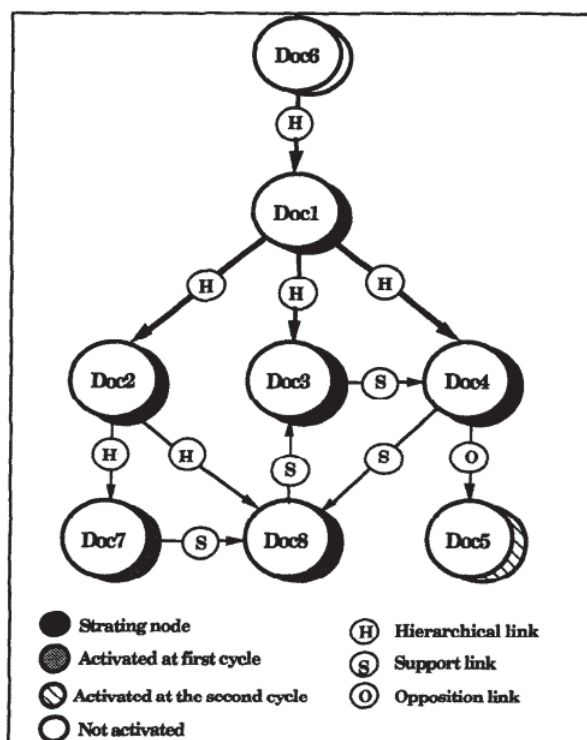 Doc6
H
Doc1
H H H
Doc2 Doc3 S Doc4
H H S S O
Doc7 S Doc8 Doc5
Strating node
Activated at first cycle
Activated at the second cycle
Not activated
H Hierarchical link
S Support link
O Opposition link